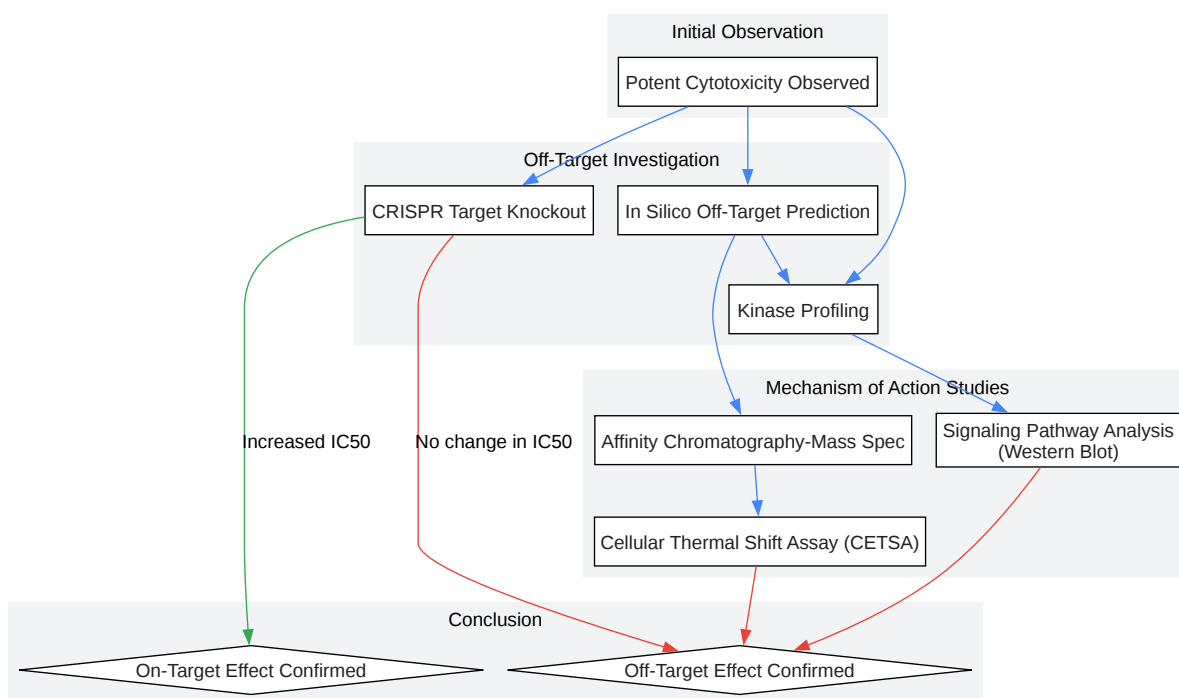 Initial Observation
Potent Cytotoxicity Observed
Off-Target Investigation
CRISPR Target Knockout
In Silico Off-Target Prediction
Kinase Profiling
Mechanism of Action Studies
Increased IC50
No change in IC50
Affinity Chromatography-Mass Spec
Signaling Pathway Analysis
(Western Blot)
Cellular Thermal Shift Assay (CETSA)
Conclusion
On-Target Effect Confirmed
Off-Target Effect Confirmed